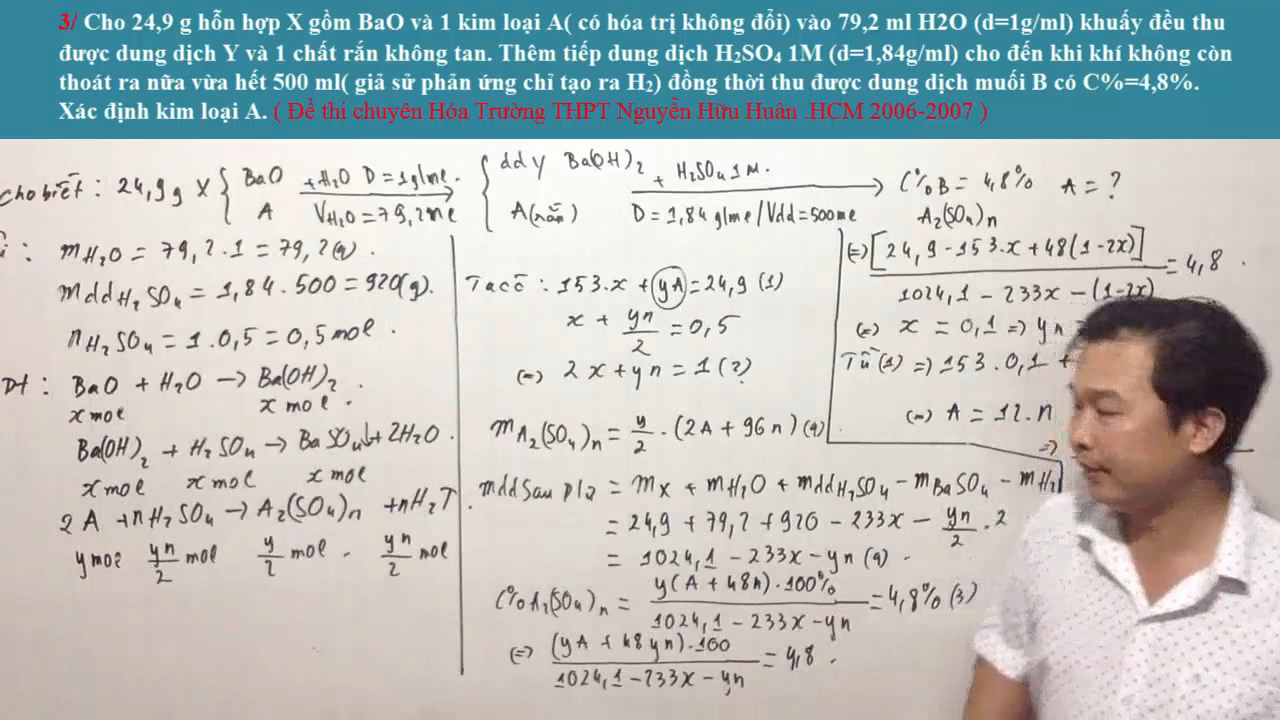 3/ Cho 24,9 g hỗn hợp X gồm BaO và 1 kim loại A( có hóa trị không đổi) vào 79,2 ml H2O (d=1g/ml) khuấy đều thu
được dung dịch Y và 1 chất rắn không tan. Thêm tiếp dung dịch H₂SO₄ 1M (d=1,84g/ml) cho đến khi khí không còn
thoát ra nữa vừa hết 500 ml( giả sử phản ứng chỉ tạo ra H₂) đồng thời thu được dung dịch muối B có C%=4,8%.
Xác định kim loại A. ( Đề thi chuyên Hóa Trường THPT Nguyễn Hữu Huân .HCM 2006-2007 )
cho biết : 24,9g X { BaO A +H₂O D = 1g/ml. V H₂O = 79,2ml { ddY Ba(OH)₂ A(rắn) + H₂SO₄ 1M. D = 1,84g/ml / Vdd = 500ml C%B = 4,8% A = ?
A₂(SO₄)n
m H₂O = 79,2 . 1 = 79,2(g) .
mdd H₂SO₄ = 1,84 . 500 = 920(g).
n H₂SO₄ = 1 . 0,5 = 0,5 mol .
Pt : BaO + H₂O → Ba(OH)₂ .
x mol x mol .
Ba(OH)₂ + H₂SO₄ → BaSO₄↓ + 2H₂O .
x mol x mol x mol
2A + nH₂SO₄ → A₂(SO₄)n + nH₂↑ .
y mol yn/2 mol y/2 mol . yn/2 mol
Ta có : 153.x + yA = 24,9 (1)
x + yn/2 = 0,5
(=) 2x + yn = 1 (2)
m A₂(SO₄)n = y/2 . (2A + 96n) (g)
mdd sau pứ = mX + m H₂O + mdd H₂SO₄ − m BaSO₄ − m H₂
= 24,9 + 79,2 + 920 − 233x − yn/2 . 2
= 1024,1 − 233x − yn (g) .
C% A₂(SO₄)n = y(A + 48n).100% / 1024,1 − 233x − yn = 4,8% (3)
(=) (yA + 48yn).100 / 1024,1 − 233x − yn = 4,8 .
(=) [24,9 − 153.x + 48(1−2x)] / 1024,1 − 233x − (1−2x) = 4,8 .
(=) x = 0,1 => yn
Từ (1) => 153.0,1 +
(=) A = 12.n
=>